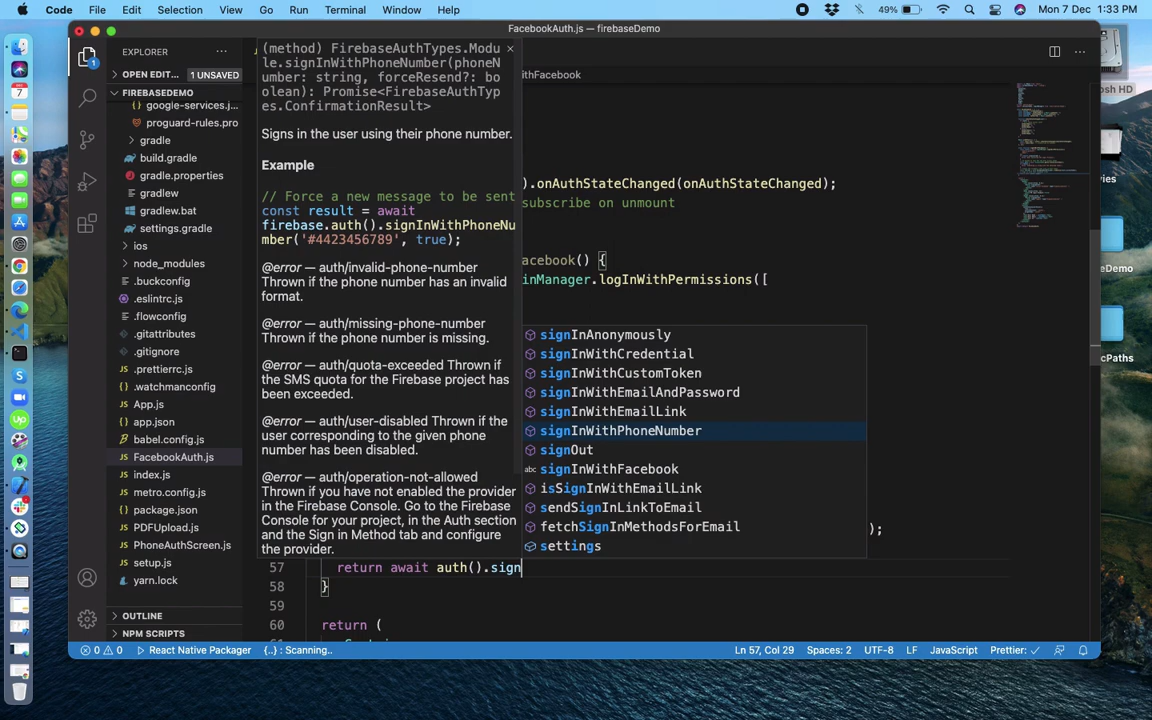 Code File Edit Selection View Go Run Terminal Window Help 49% Mon 7 Dec 1:33 PM
FacebookAuth.js — firebaseDemo
EXPLORER
OPEN EDIT... 1 UNSAVED
FIREBASEDEMO
google-services.j...
proguard-rules.pro
gradle
build.gradle
gradle.properties
gradlew
gradlew.bat
settings.gradle
ios
node_modules
.buckconfig
.eslintrc.js
.flowconfig
.gitattributes
.gitignore
.prettierrc.js
.watchmanconfig
App.js
app.json
babel.config.js
FacebookAuth.js
index.js
metro.config.js
package.json
PDFUpload.js
PhoneAuthScreen.js
setup.js
yarn.lock
OUTLINE
NPM SCRIPTS
(method) FirebaseAuthTypes.Modu
le.signInWithPhoneNumber(phoneN
umber: string, forceResend?: bo
olean): Promise<FirebaseAuthTyp
es.ConfirmationResult>
Signs in the user using their phone number.
Example
// Force a new message to be sent
const result = await
firebase.auth().signInWithPhoneNu
mber('#4423456789', true);
@error — auth/invalid-phone-number
Thrown if the phone number has an invalid
format.
@error — auth/missing-phone-number
Thrown if the phone number is missing.
@error — auth/quota-exceeded Thrown if
the SMS quota for the Firebase project has
been exceeded.
@error — auth/user-disabled Thrown if the
user corresponding to the given phone
number has been disabled.
@error — auth/operation-not-allowed
Thrown if you have not enabled the provider
in the Firebase Console. Go to the Firebase
Console for your project, in the Auth section
and the Sign in Method tab and configure
the provider.
ithFacebook
).onAuthStateChanged(onAuthStateChanged);
subscribe on unmount
acebook() {
inManager.logInWithPermissions([
signInAnonymously
signInWithCredential
signInWithCustomToken
signInWithEmailAndPassword
signInWithEmailLink
signInWithPhoneNumber
signOut
abc signInWithFacebook
isSignInWithEmailLink
sendSignInLinkToEmail
fetchSignInMethodsForEmail
settings
);
57 return await auth().sign
58 }
59
60 return (
0 0 React Native Packager {..} : Scanning.. Ln 57, Col 29 Spaces: 2 UTF-8 LF JavaScript Prettier: ✓
osh HD
ies
eDemo
cPaths